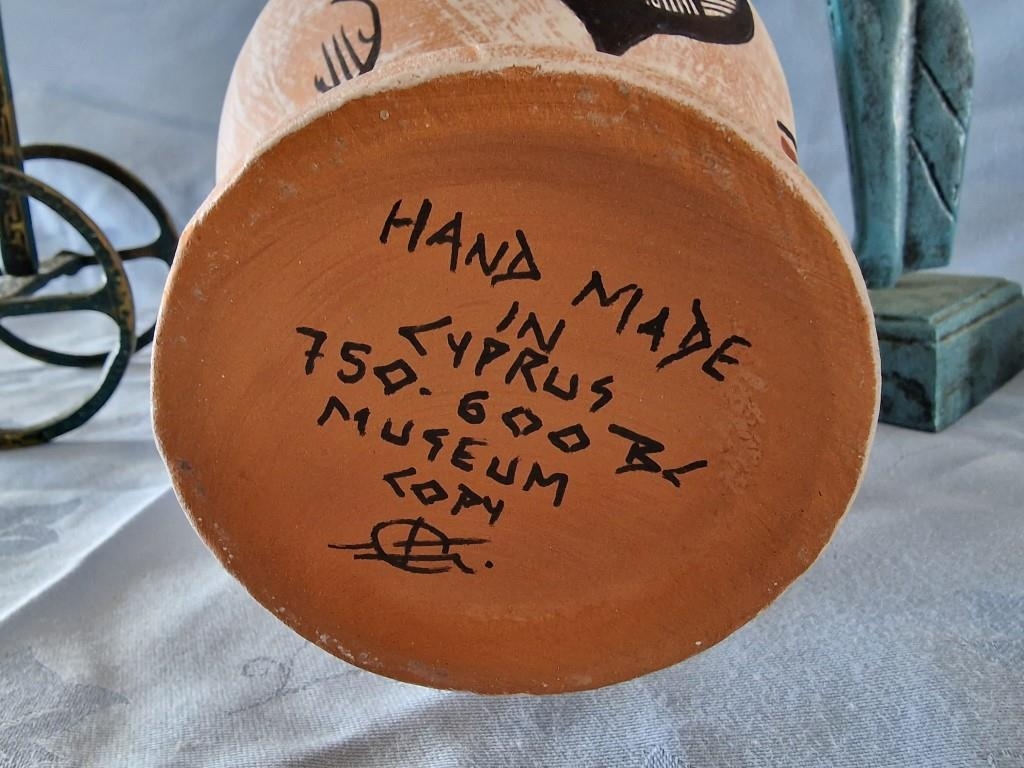 HAND MADE
IN
CYPRUS
750. 600 BC
MUSEUM
COPY